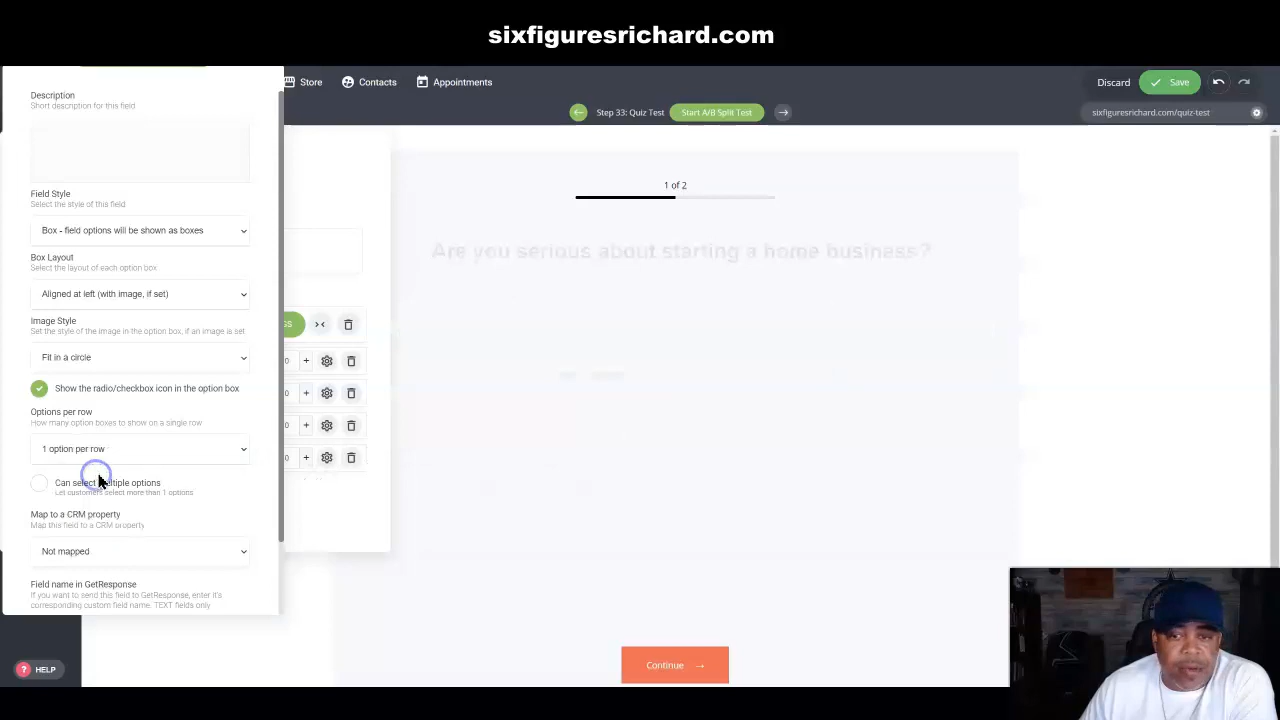 sixfiguresrichard.com
Store
Contacts
Appointments
Discard
Save
Step 33: Quiz Test
Start A/B Split Test
sixfiguresrichard.com/quiz-test
Description
Short description for this field
Field Style
Select the style of this field
Box - field options will be shown as boxes
Box Layout
Select the layout of each option box
Aligned at left (with image, if set)
Image Style
Set the style of the image in the option box, if an image is set
Fit in a circle
Show the radio/checkbox icon in the option box
Options per row
How many option boxes to show on a single row
1 option per row
Can select multiple options
Let customers select more than 1 options
Map to a CRM property
Map this field to a CRM property
Not mapped
Field name in GetResponse
If you want to send this field to GetResponse, enter it's
corresponding custom field name. TEXT fields only
GS
0 +
0 +
0 +
0 +
1 of 2
Are you serious about starting a home business?
Continue →
? HELP